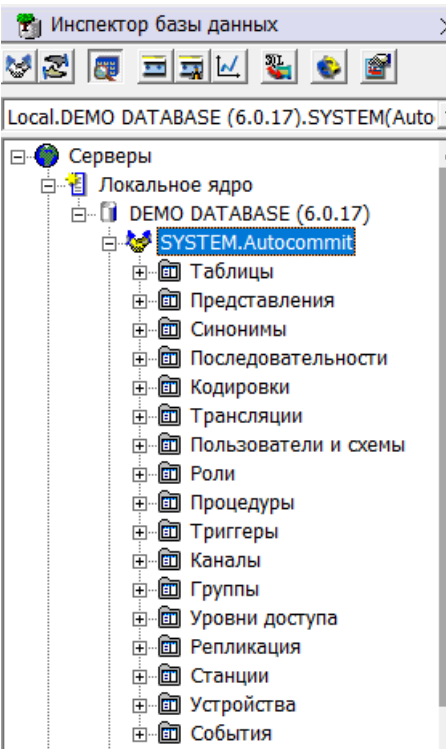 Инспектор базы данных
SQL
Local.DEMO DATABASE (6.0.17).SYSTEM(Auto
Серверы
Локальное ядро
DEMO DATABASE (6.0.17)
SYSTEM.Autocommit
Таблицы
Представления
Синонимы
Последовательности
Кодировки
Трансляции
Пользователи и схемы
Роли
Процедуры
Триггеры
Каналы
Группы
Уровни доступа
Репликация
Станции
Устройства
События